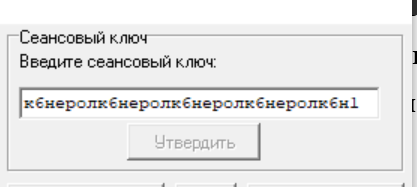 Сеансовый ключ
Введите сеансовый ключ:
к6неролк6неролк6неролк6неролк6н1
Утвердить